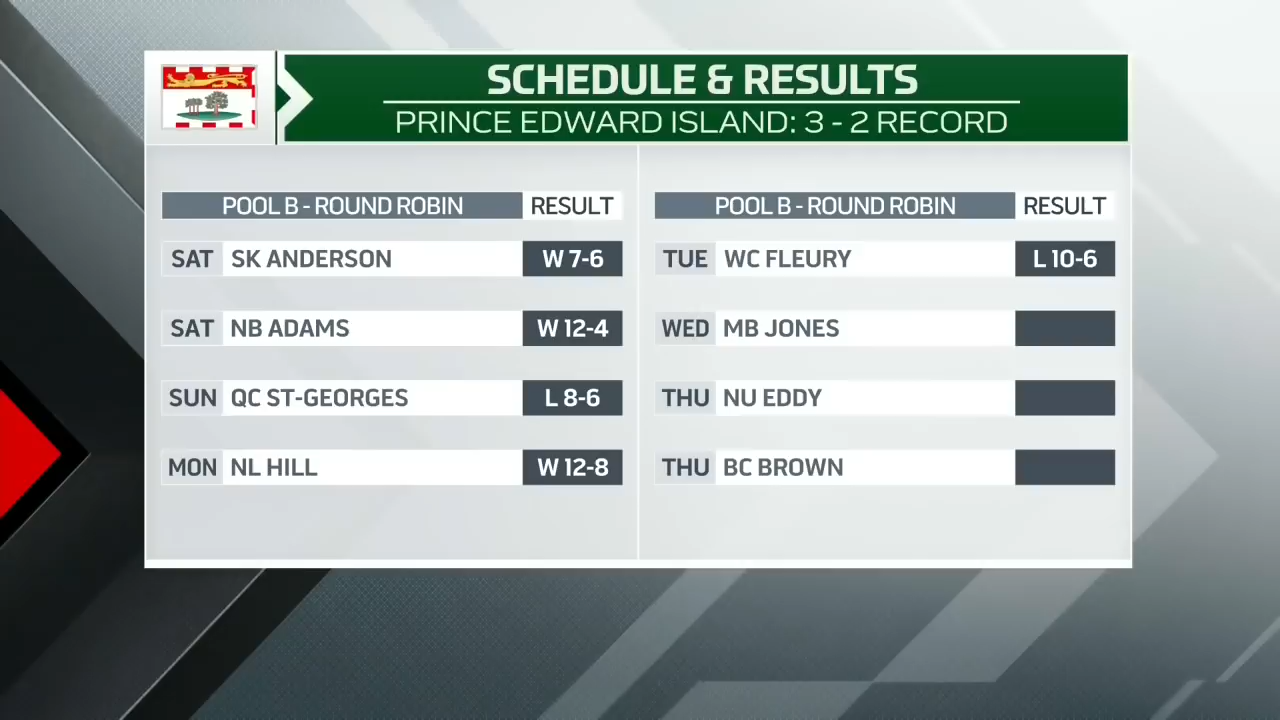 SCHEDULE & RESULTS
PRINCE EDWARD ISLAND: 3 - 2 RECORD
POOL B - ROUND ROBIN RESULT
SAT SK ANDERSON W 7-6
SAT NB ADAMS W 12-4
SUN QC ST-GEORGES L 8-6
MON NL HILL W 12-8
POOL B - ROUND ROBIN RESULT
TUE WC FLEURY L 10-6
WED MB JONES
THU NU EDDY
THU BC BROWN